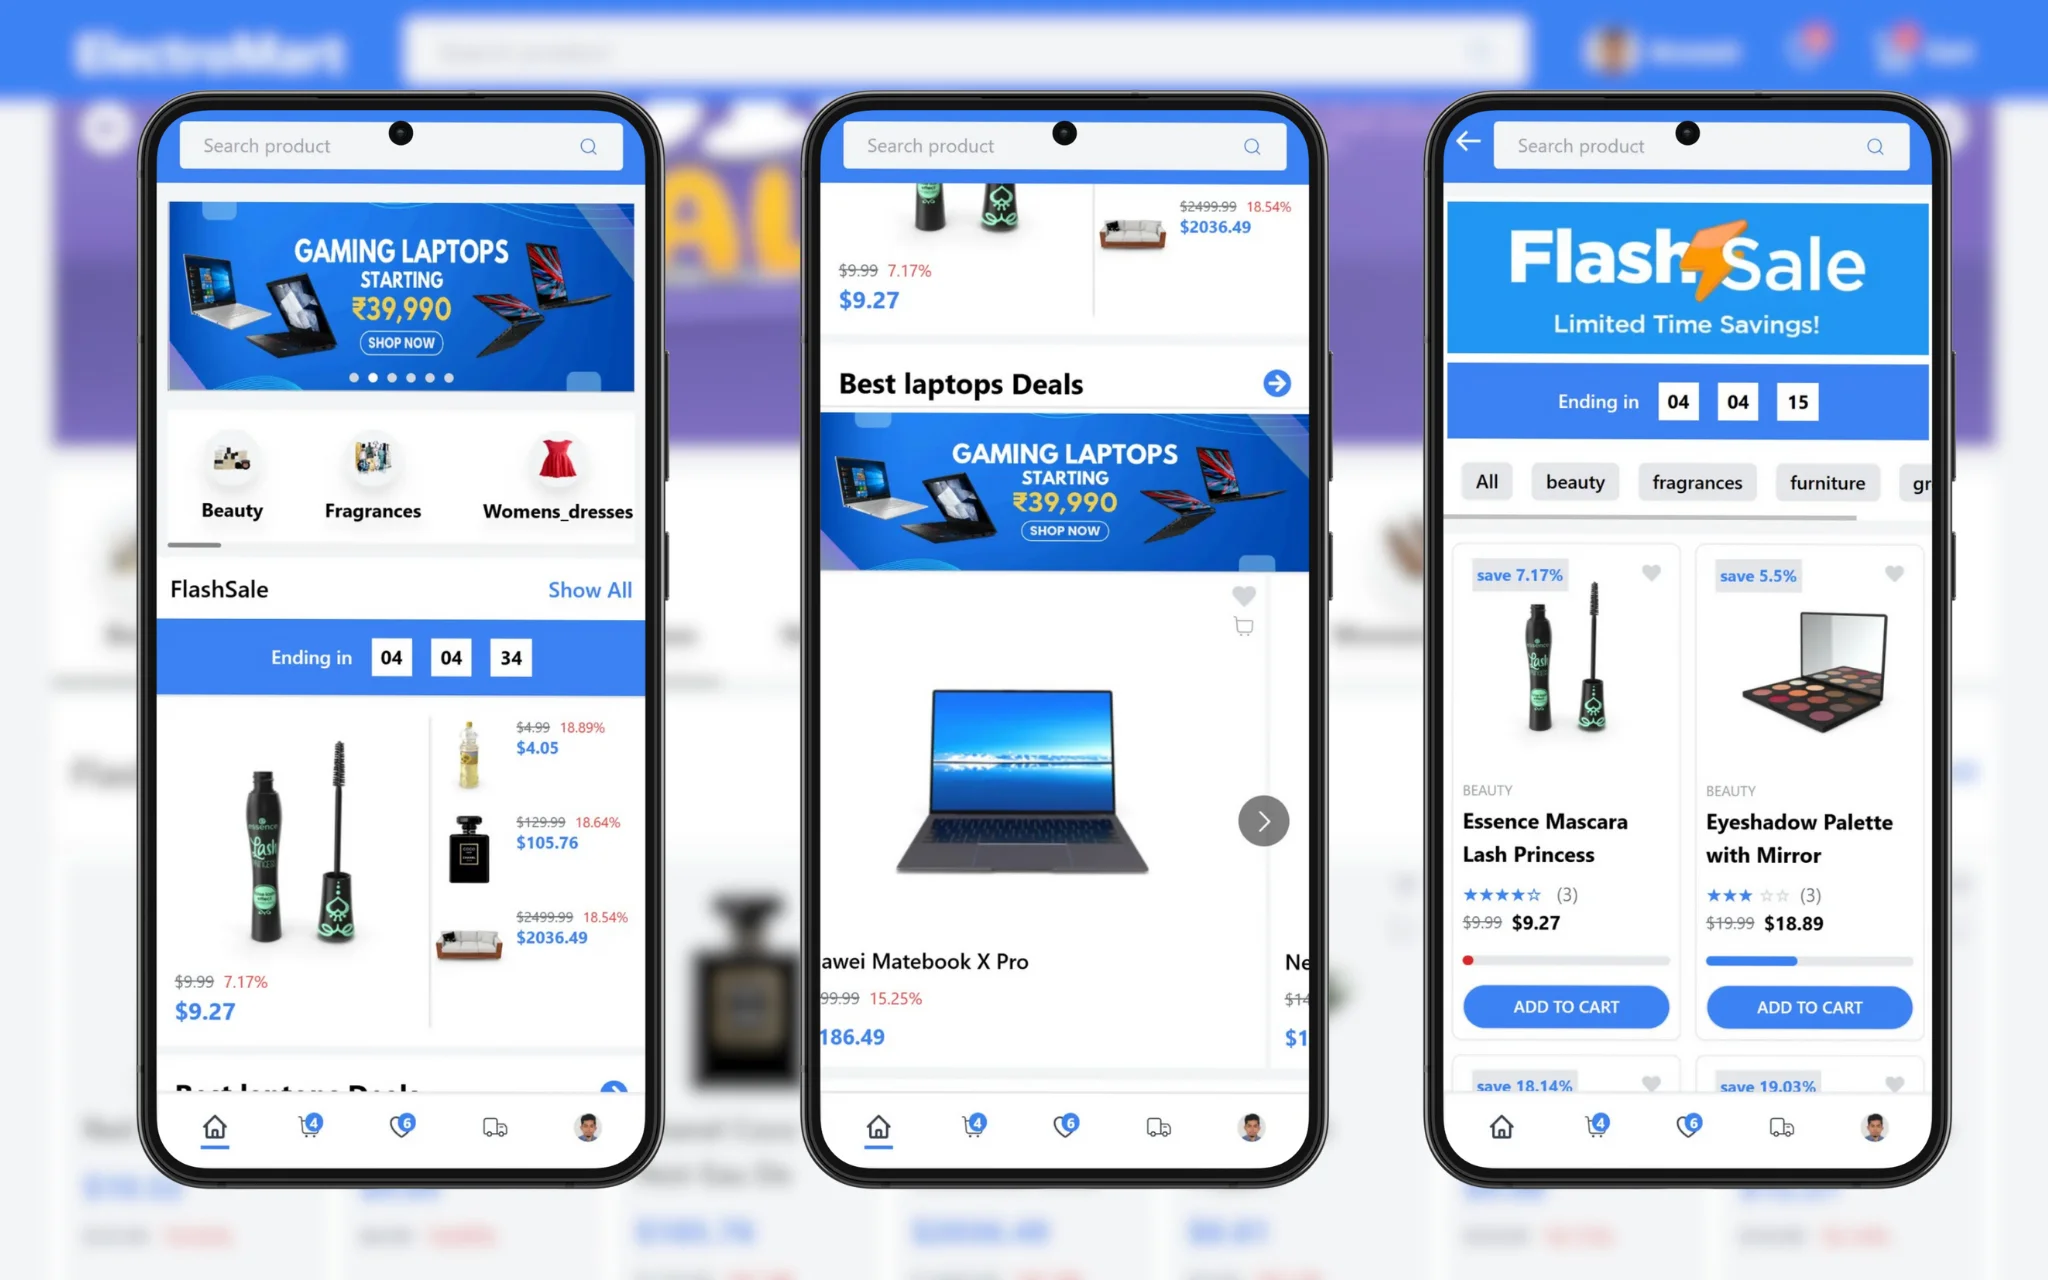 ElectroMart
Search product
GAMING LAPTOPS
STARTING
₹39,990
SHOP NOW
Beauty
Fragrances
Womens_dresses
FlashSale
Show All
Ending in
04
04
34
essence
Lash
$4.99 18.89%
$4.05
$129.99 18.64%
$105.76
$2499.99 18.54%
$2036.49
$9.99 7.17%
$9.27
Best laptops Deals
4
6
Search product
$2499.99 18.54%
$2036.49
$9.99 7.17%
$9.27
Best laptops Deals
GAMING LAPTOPS
STARTING
₹39,990
SHOP NOW
awei Matebook X Pro
99.99 15.25%
186.49
Ne
$14
$1
4
6
Search product
Flash Sale
Limited Time Savings!
Ending in
04
04
15
All
beauty
fragrances
furniture
gr
save 7.17%
Lash
BEAUTY
Essence Mascara
Lash Princess
(3)
$9.99 $9.27
ADD TO CART
save 5.5%
BEAUTY
Eyeshadow Palette
with Mirror
(3)
$19.99 $18.89
ADD TO CART
save 18.14%
save 19.03%
4
6